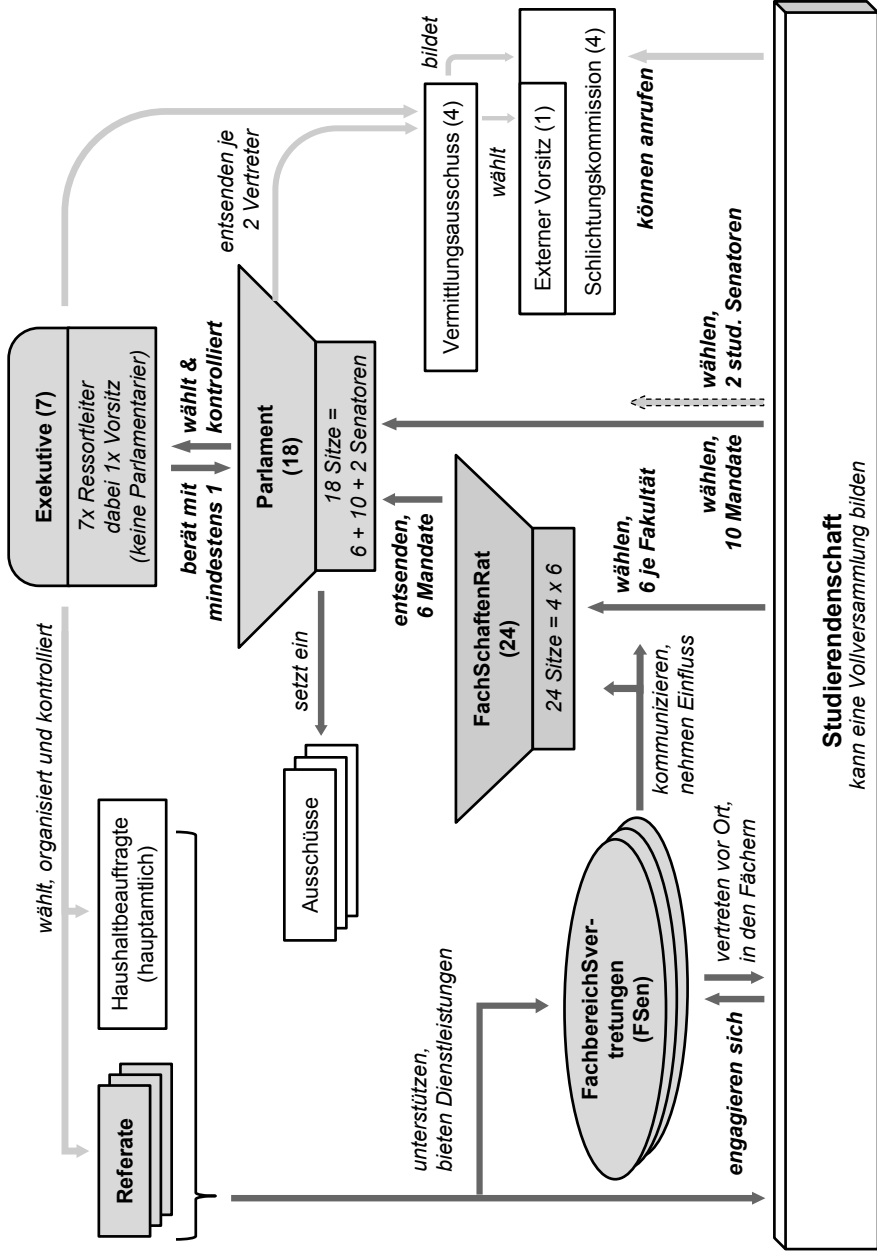 wählt, organisiert und kontrolliert
Referate
Haushaltbeauftragte
(hauptamtlich)
Exekutive (7)
7x Ressortleiter
dabei 1x Vorsitz
(keine Parlamentarier)
berät mit
mindestens 1
wählt &
kontrolliert
entsenden je
2 Vertreter
Parlament
(18)
18 Sitze =
6 + 10 + 2 Senatoren
setzt ein
Ausschüsse
entsenden,
6 Mandate
Vermittlungsausschuss (4)
bildet
wählt
Externer Vorsitz (1)
Schlichtungskommission (4)
können anrufen
unterstützen,
bieten Dienstleistungen
FachSchaftenRat
(24)
24 Sitze = 4 x 6
FachbereichSver-
tretungen
(FSen)
kommunizieren,
nehmen Einfluss
wählen,
6 je Fakultät
wählen,
10 Mandate
wählen,
2 stud. Senatoren
engagieren sich
vertreten vor Ort,
in den Fächern
Studierendenschaft
kann eine Vollversammlung bilden